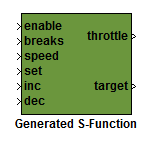 enable
breaks
speed
set
inc
dec
throttle
target
Generated S-Function